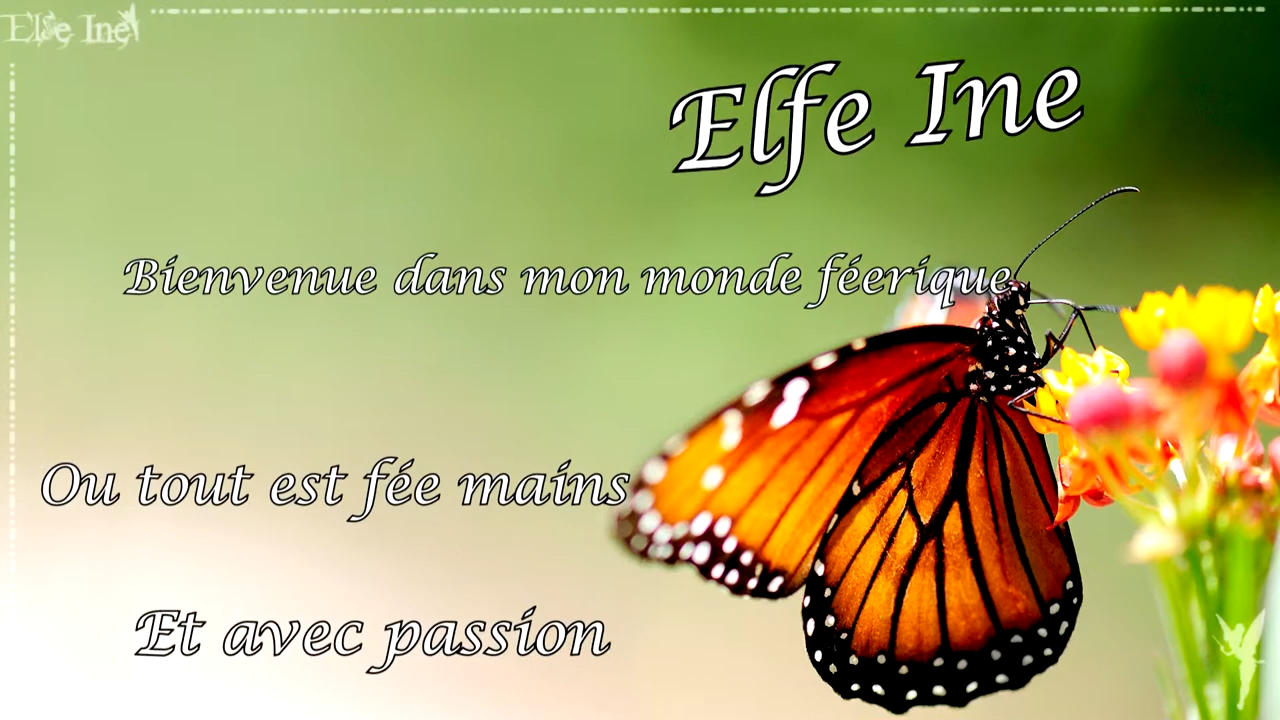 Elfe Ine
Elfe Ine
Bienvenue dans mon monde féerique
Ou tout est fée mains
Et avec passion